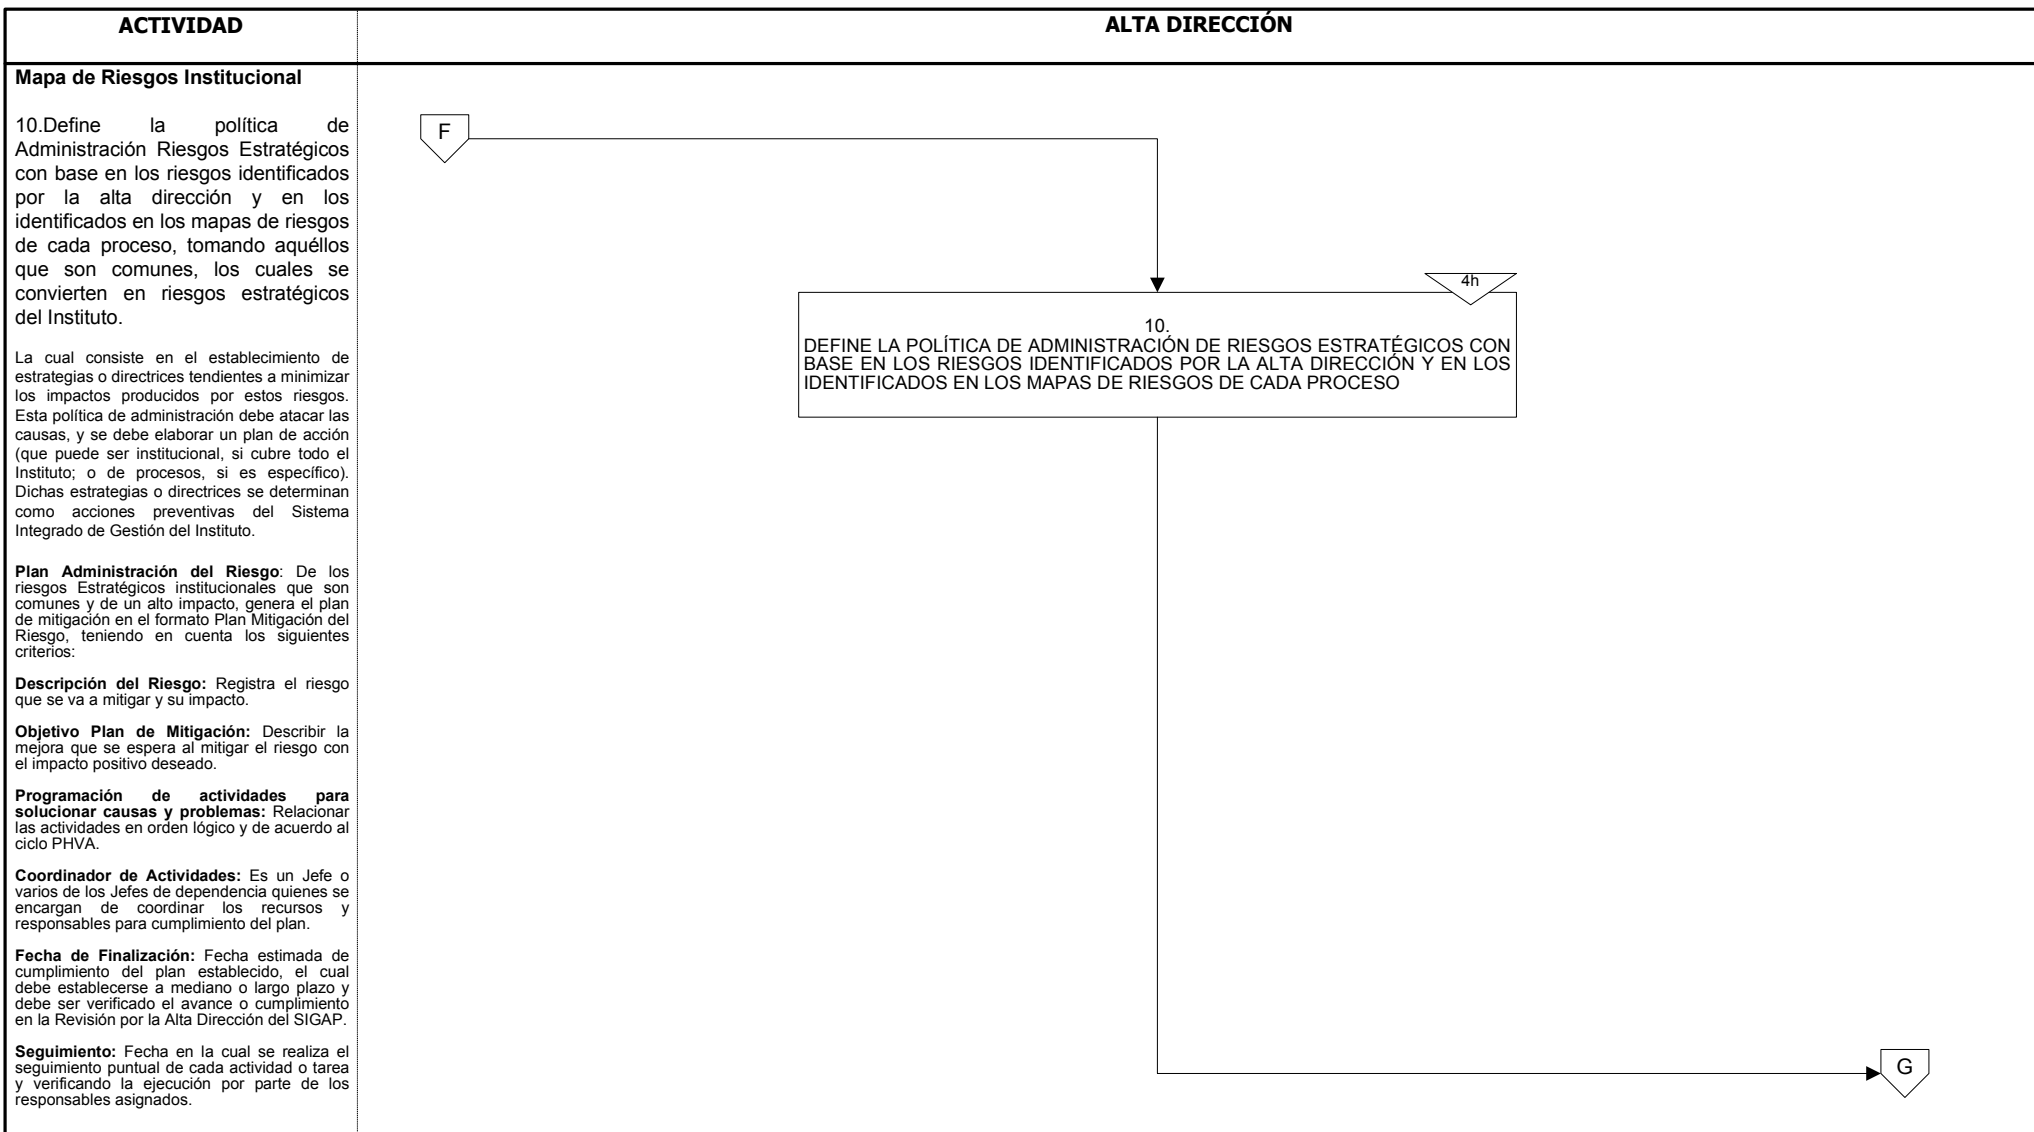 ACTIVIDAD
ALTA DIRECCIÓN
Mapa de Riesgos Institucional
10.Define la política de
Administración Riesgos Estratégicos
con base en los riesgos identificados
por la alta dirección y en los
identificados en los mapas de riesgos
de cada proceso, tomando aquéllos
que son comunes, los cuales se
convierten en riesgos estratégicos
del Instituto.
La cual consiste en el establecimiento de
estrategias o directrices tendientes a minimizar
los impactos producidos por estos riesgos.
Esta política de administración debe atacar las
causas, y se debe elaborar un plan de acción
(que puede ser institucional, si cubre todo el
Instituto; o de procesos, si es específico).
Dichas estrategias o directrices se determinan
como acciones preventivas del Sistema
Integrado de Gestión del Instituto.
Plan Administración del Riesgo: De los
riesgos Estratégicos institucionales que son
comunes y de un alto impacto, genera el plan
de mitigación en el formato Plan Mitigación del
Riesgo, teniendo en cuenta los siguientes
criterios:
Descripción del Riesgo: Registra el riesgo
que se va a mitigar y su impacto.
Objetivo Plan de Mitigación: Describir la
mejora que se espera al mitigar el riesgo con
el impacto positivo deseado.
Programación de actividades para
solucionar causas y problemas: Relacionar
las actividades en orden lógico y de acuerdo al
ciclo PHVA.
Coordinador de Actividades: Es un Jefe o
varios de los Jefes de dependencia quienes se
encargan de coordinar los recursos y
responsables para cumplimiento del plan.
Fecha de Finalización: Fecha estimada de
cumplimiento del plan establecido, el cual
debe establecerse a mediano o largo plazo y
debe ser verificado el avance o cumplimiento
en la Revisión por la Alta Dirección del SIGAP.
Seguimiento: Fecha en la cual se realiza el
seguimiento puntual de cada actividad o tarea
y verificando la ejecución por parte de los
responsables asignados.
F
4h
10.
DEFINE LA POLÍTICA DE ADMINISTRACIÓN DE RIESGOS ESTRATÉGICOS CON
BASE EN LOS RIESGOS IDENTIFICADOS POR LA ALTA DIRECCIÓN Y EN LOS
IDENTIFICADOS EN LOS MAPAS DE RIESGOS DE CADA PROCESO
G